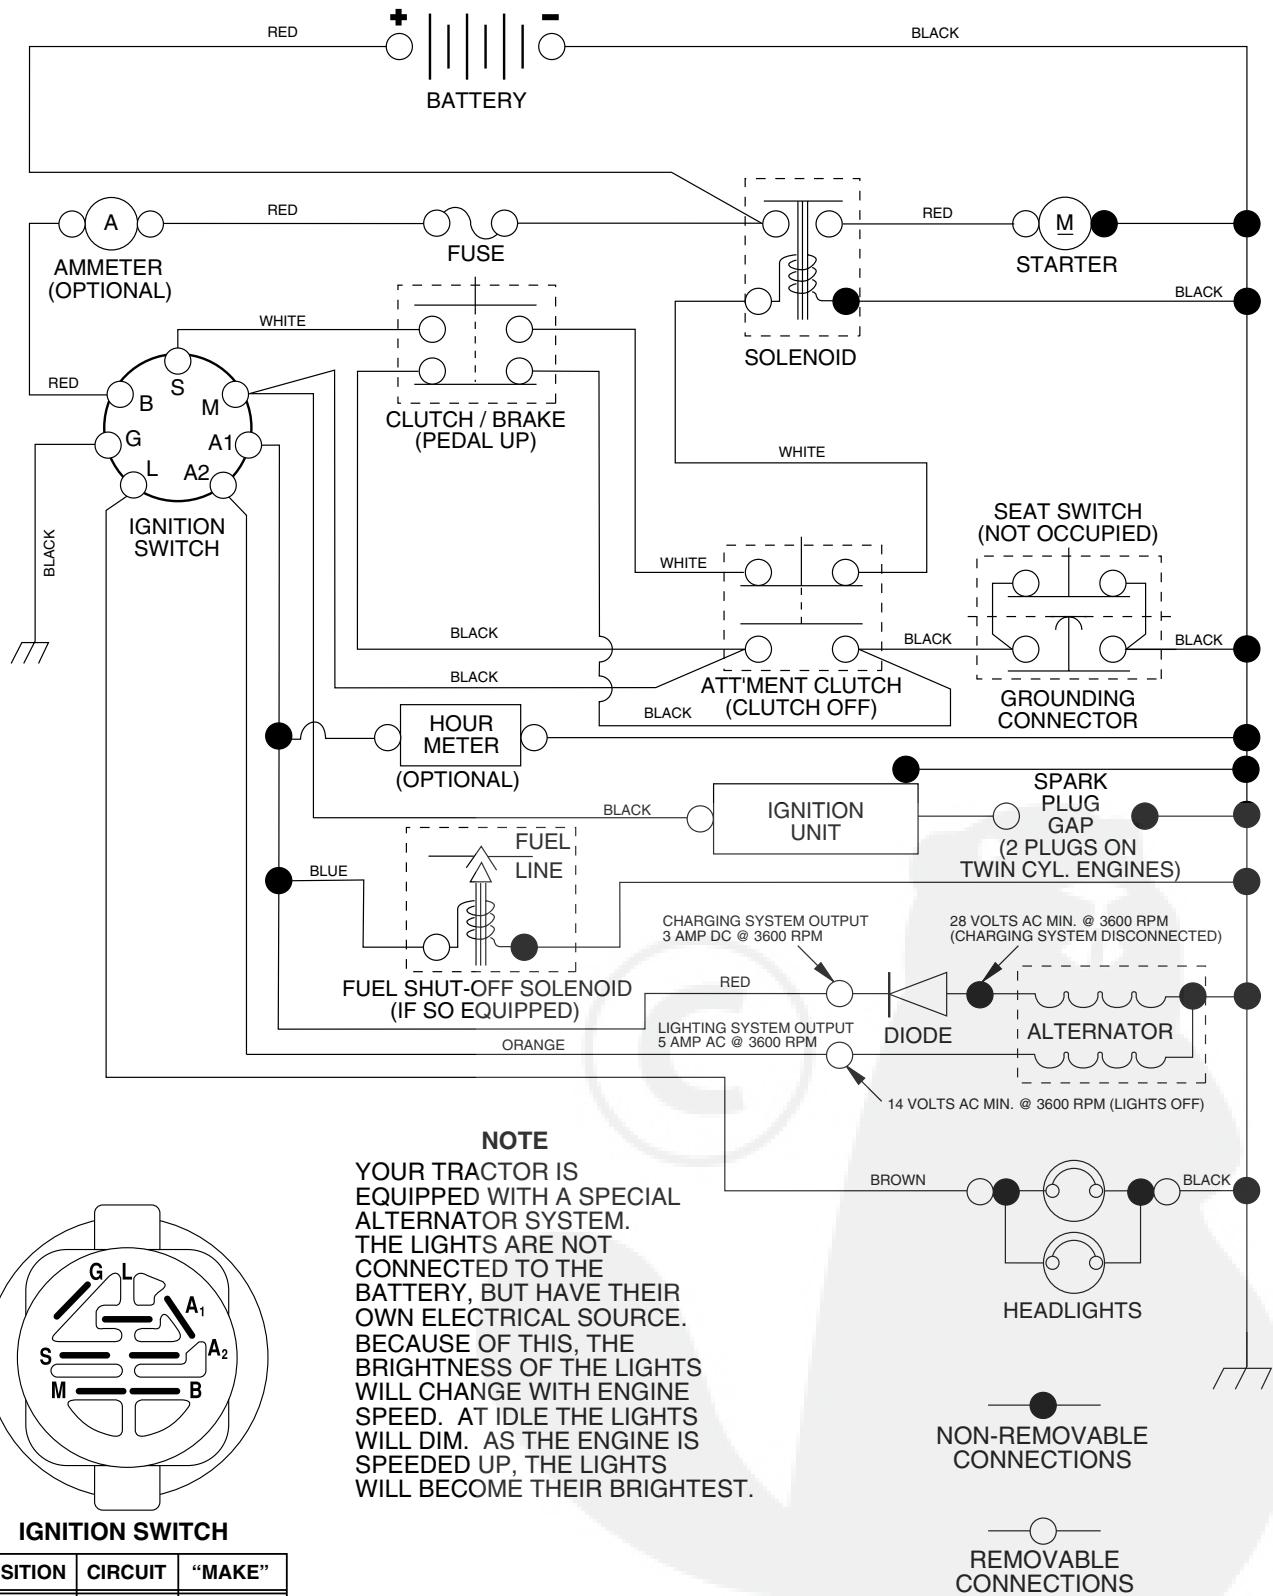 + -
RED
BLACK
BATTERY
A
RED
FUSE
RED
M
STARTER
AMMETER
(OPTIONAL)
BLACK
WHITE
SOLENOID
RED
S
B
M
G
A1
L
A2
CLUTCH / BRAKE
(PEDAL UP)
WHITE
IGNITION
SWITCH
BLACK
SEAT SWITCH
(NOT OCCUPIED)
WHITE
BLACK
BLACK
BLACK
BLACK
ATT'MENT CLUTCH
(CLUTCH OFF)
GROUNDING
CONNECTOR
BLACK
HOUR
METER
(OPTIONAL)
BLACK
IGNITION
UNIT
SPARK
PLUG
GAP
(2 PLUGS ON
TWIN CYL. ENGINES)
FUEL
LINE
BLUE
FUEL SHUT-OFF SOLENOID
(IF SO EQUIPPED)
CHARGING SYSTEM OUTPUT
3 AMP DC @ 3600 RPM
28 VOLTS AC MIN. @ 3600 RPM
(CHARGING SYSTEM DISCONNECTED)
RED
DIODE
ALTERNATOR
LIGHTING SYSTEM OUTPUT
5 AMP AC @ 3600 RPM
ORANGE
14 VOLTS AC MIN. @ 3600 RPM (LIGHTS OFF)
BROWN
BLACK
HEADLIGHTS
NOTE
YOUR TRACTOR IS
EQUIPPED WITH A SPECIAL
ALTERNATOR SYSTEM.
THE LIGHTS ARE NOT
CONNECTED TO THE
BATTERY, BUT HAVE THEIR
OWN ELECTRICAL SOURCE.
BECAUSE OF THIS, THE
BRIGHTNESS OF THE LIGHTS
WILL CHANGE WITH ENGINE
SPEED. AT IDLE THE LIGHTS
WILL DIM. AS THE ENGINE IS
SPEEDED UP, THE LIGHTS
WILL BECOME THEIR BRIGHTEST.
G L
A1
S
A2
M
B
IGNITION SWITCH
SITION CIRCUIT “MAKE”
NON-REMOVABLE
CONNECTIONS
REMOVABLE
CONNECTIONS
©